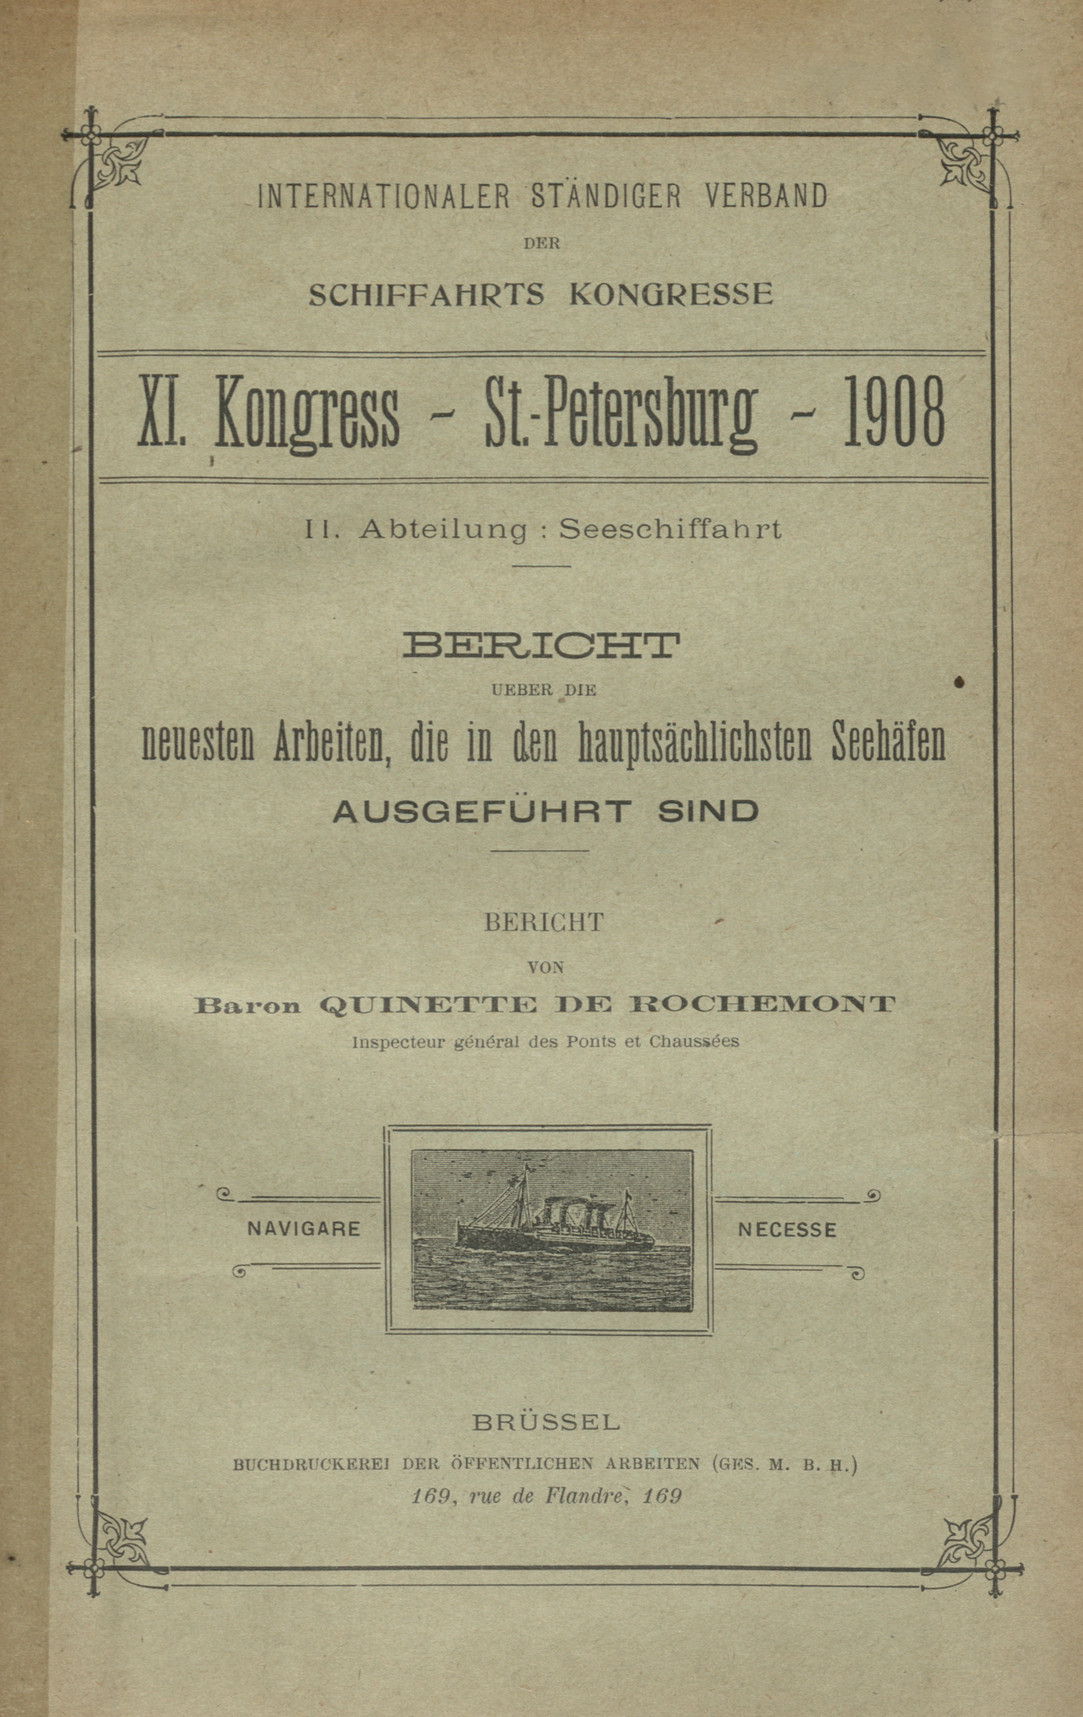 INTERNATIONALER STÄNDIGER VERBAND
DER
SCHIFFAHRTS KONGRESSE
XI. Kongress - St.-Petersburg - 1908
II. Abteilung : Seeschiffahrt
BERICHT
UEBER DIE
neuesten Arbeiten, die in den hauptsächlichsten Seehäfen
AUSGEFÜHRT SIND
BERICHT
VON
Baron QUINETTE DE ROCHEMONT
Inspecteur général des Ponts et Chaussées
NAVIGARE NECESSE
BRÜSSEL
BUCHDRUCKEREI DER ÖFFENTLICHEN ARBEITEN (GES. M. B. H.)
169, rue de Flandre, 169